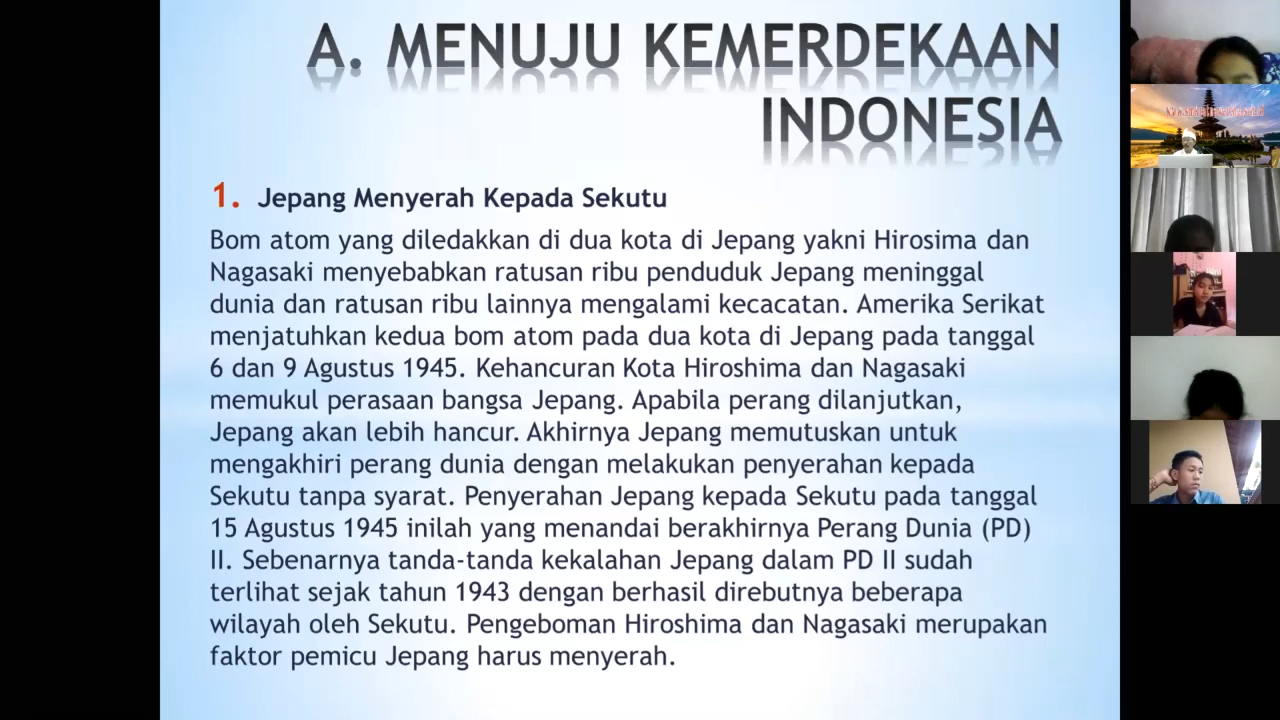 A. MENUJU KEMERDEKAAN
INDONESIA
1. Jepang Menyerah Kepada Sekutu
Bom atom yang diledakkan di dua kota di Jepang yakni Hirosima dan
Nagasaki menyebabkan ratusan ribu penduduk Jepang meninggal
dunia dan ratusan ribu lainnya mengalami kecacatan. Amerika Serikat
menjatuhkan kedua bom atom pada dua kota di Jepang pada tanggal
6 dan 9 Agustus 1945. Kehancuran Kota Hiroshima dan Nagasaki
memukul perasaan bangsa Jepang. Apabila perang dilanjutkan,
Jepang akan lebih hancur. Akhirnya Jepang memutuskan untuk
mengakhiri perang dunia dengan melakukan penyerahan kepada
Sekutu tanpa syarat. Penyerahan Jepang kepada Sekutu pada tanggal
15 Agustus 1945 inilah yang menandai berakhirnya Perang Dunia (PD)
II. Sebenarnya tanda-tanda kekalahan Jepang dalam PD II sudah
terlihat sejak tahun 1943 dengan berhasil direbutnya beberapa
wilayah oleh Sekutu. Pengeboman Hiroshima dan Nagasaki merupakan
faktor pemicu Jepang harus menyerah.